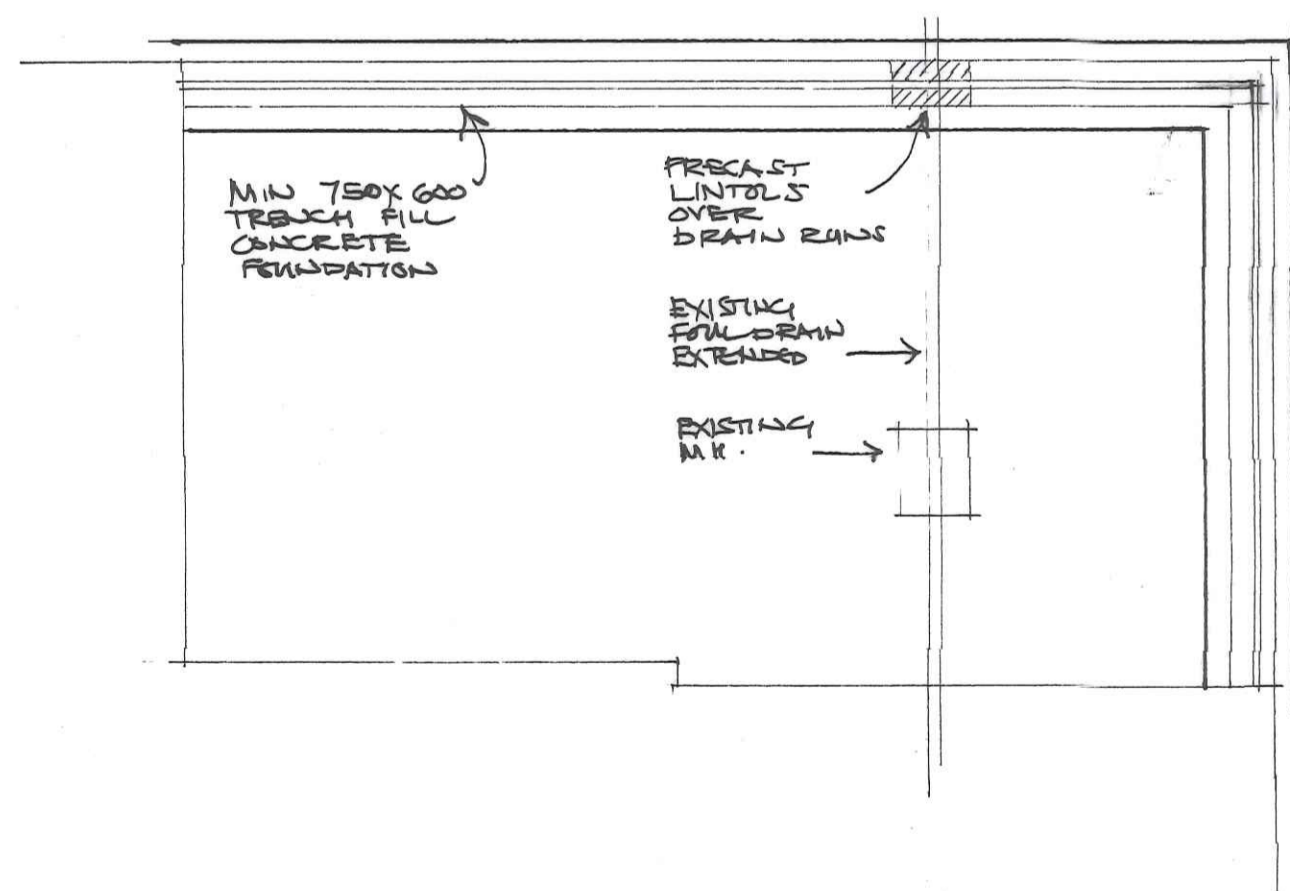 MIN 750X600
TRENCH FILL
CONCRETE
FOUNDATION
PRECAST
LINTOLS
OVER
DRAIN RUNS
EXISTING
FOUL DRAIN
EXTENDED
EXISTING
MH.